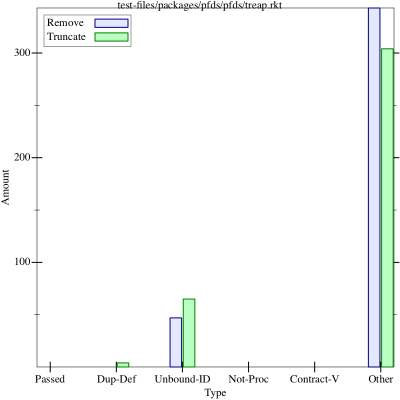 test-files/packages/pfds/pfds/treap.rkt
Remove
Truncate
300
200
100
Amount
Passed Dup-Def Unbound-ID Not-Proc Contract-V Other
Type